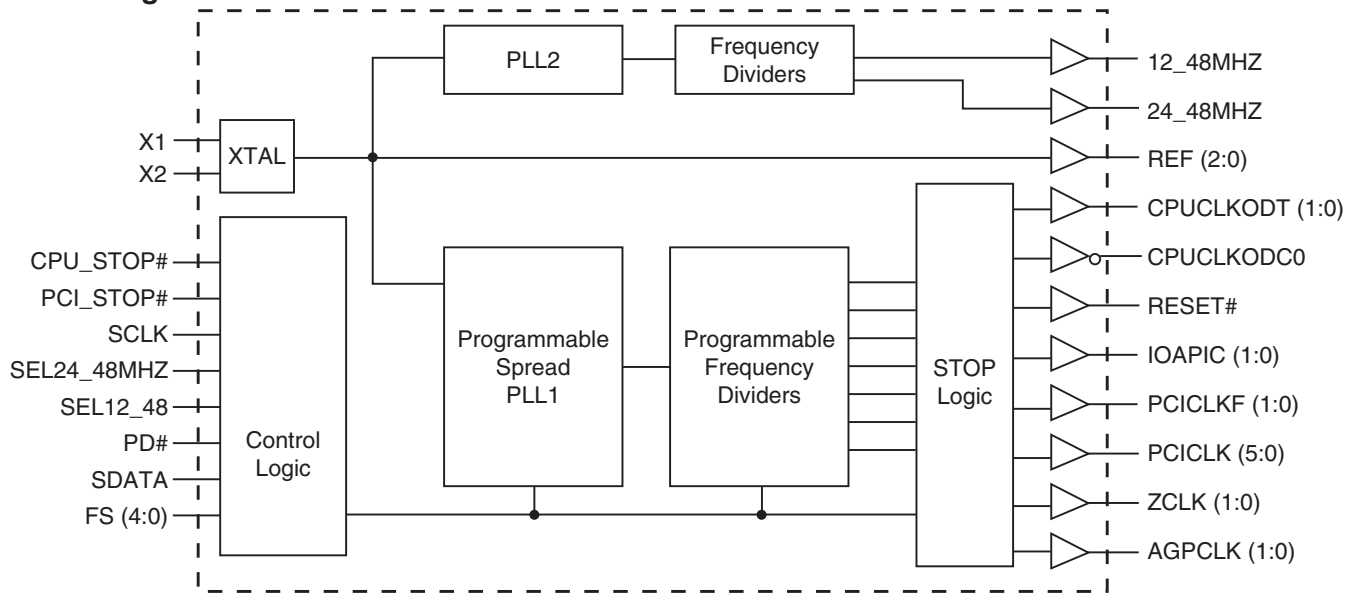 PLL2
Frequency
Dividers
12_48MHZ
24_48MHZ
X1
X2
XTAL
REF (2:0)
CPUCLKODT (1:0)
CPU_STOP#
PCI_STOP#
SCLK
SEL24_48MHZ
SEL12_48
PD#
SDATA
FS (4:0)
Control
Logic
Programmable
Spread
PLL1
Programmable
Frequency
Dividers
STOP
Logic
CPUCLKODC0
RESET#
IOAPIC (1:0)
PCICLKF (1:0)
PCICLK (5:0)
ZCLK (1:0)
AGPCLK (1:0)